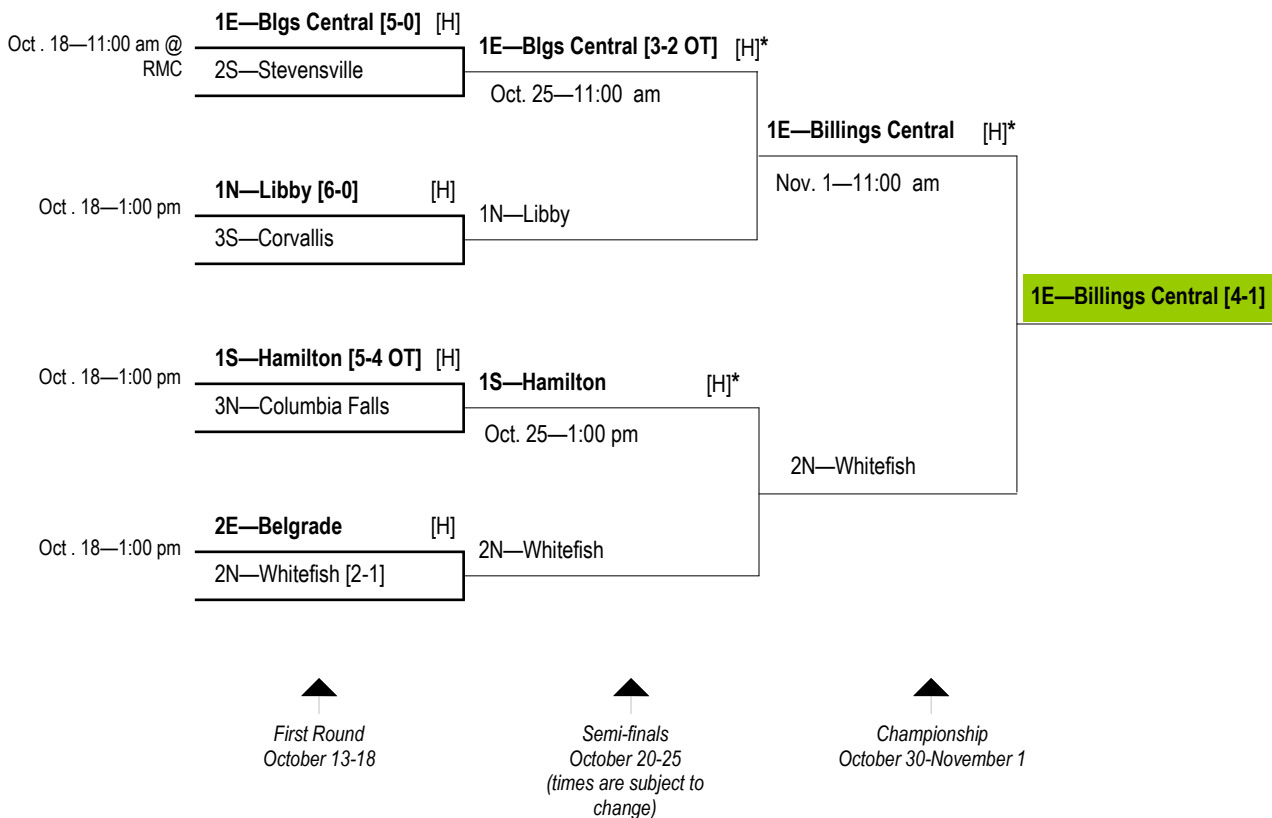 1E—Blgs Central [5-0] [H]
Oct . 18—11:00 am @
RMC
2S—Stevensville
1E—Blgs Central [3-2 OT] [H]*
Oct. 25—11:00 am
1E—Billings Central [H]*
Nov. 1—11:00 am
1N—Libby [6-0] [H]
Oct . 18—1:00 pm
3S—Corvallis
1N—Libby
1E—Billings Central [4-1]
1S—Hamilton [5-4 OT] [H]
Oct . 18—1:00 pm
3N—Columbia Falls
1S—Hamilton [H]*
Oct. 25—1:00 pm
2N—Whitefish
2E—Belgrade [H]
Oct . 18—1:00 pm
2N—Whitefish [2-1]
2N—Whitefish
First Round
October 13-18
Semi-finals
October 20-25
(times are subject to
change)
Championship
October 30-November 1